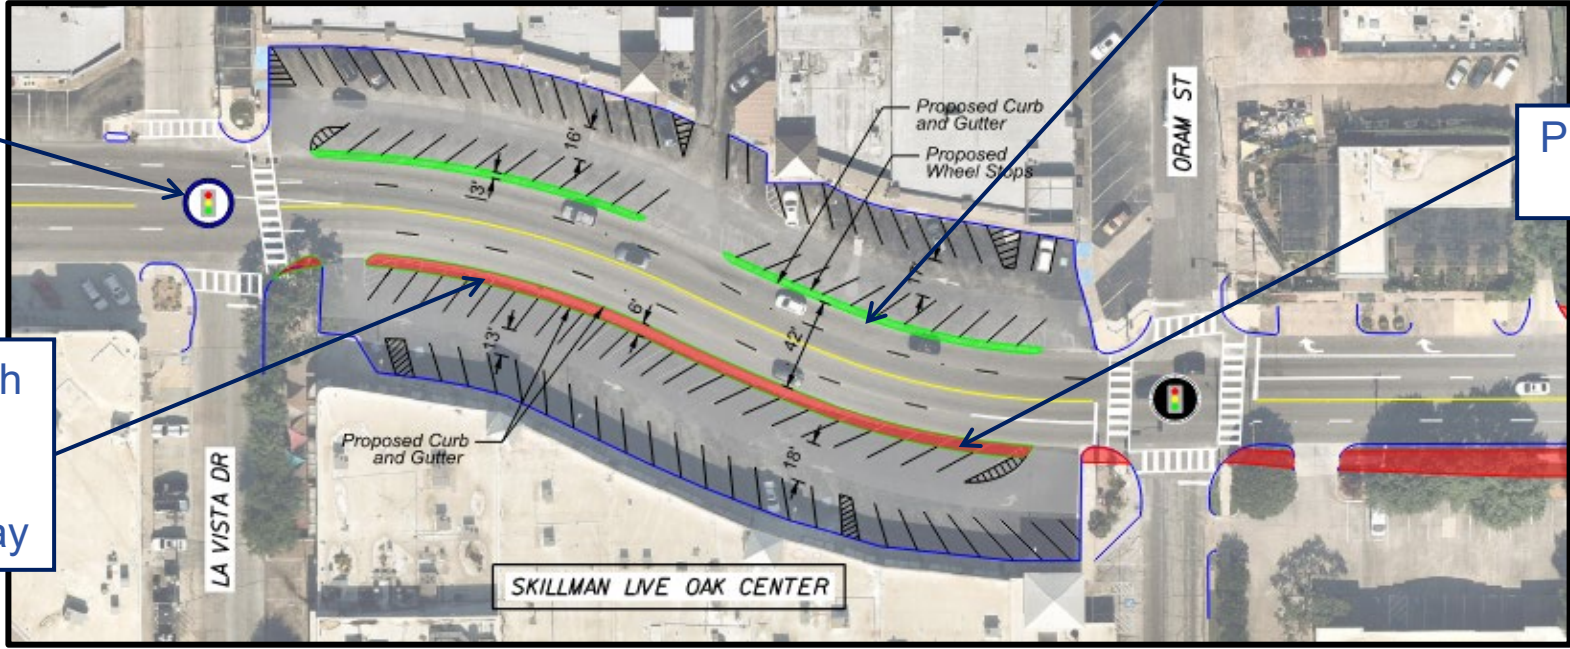 Proposed Curb
and Gutter
Proposed
Wheel Stops
ORAM ST
P
16'
3'
6'
13'
42'
18'
h
ay
Proposed Curb
and Gutter
LA VISTA DR
SKILLMAN LIVE OAK CENTER